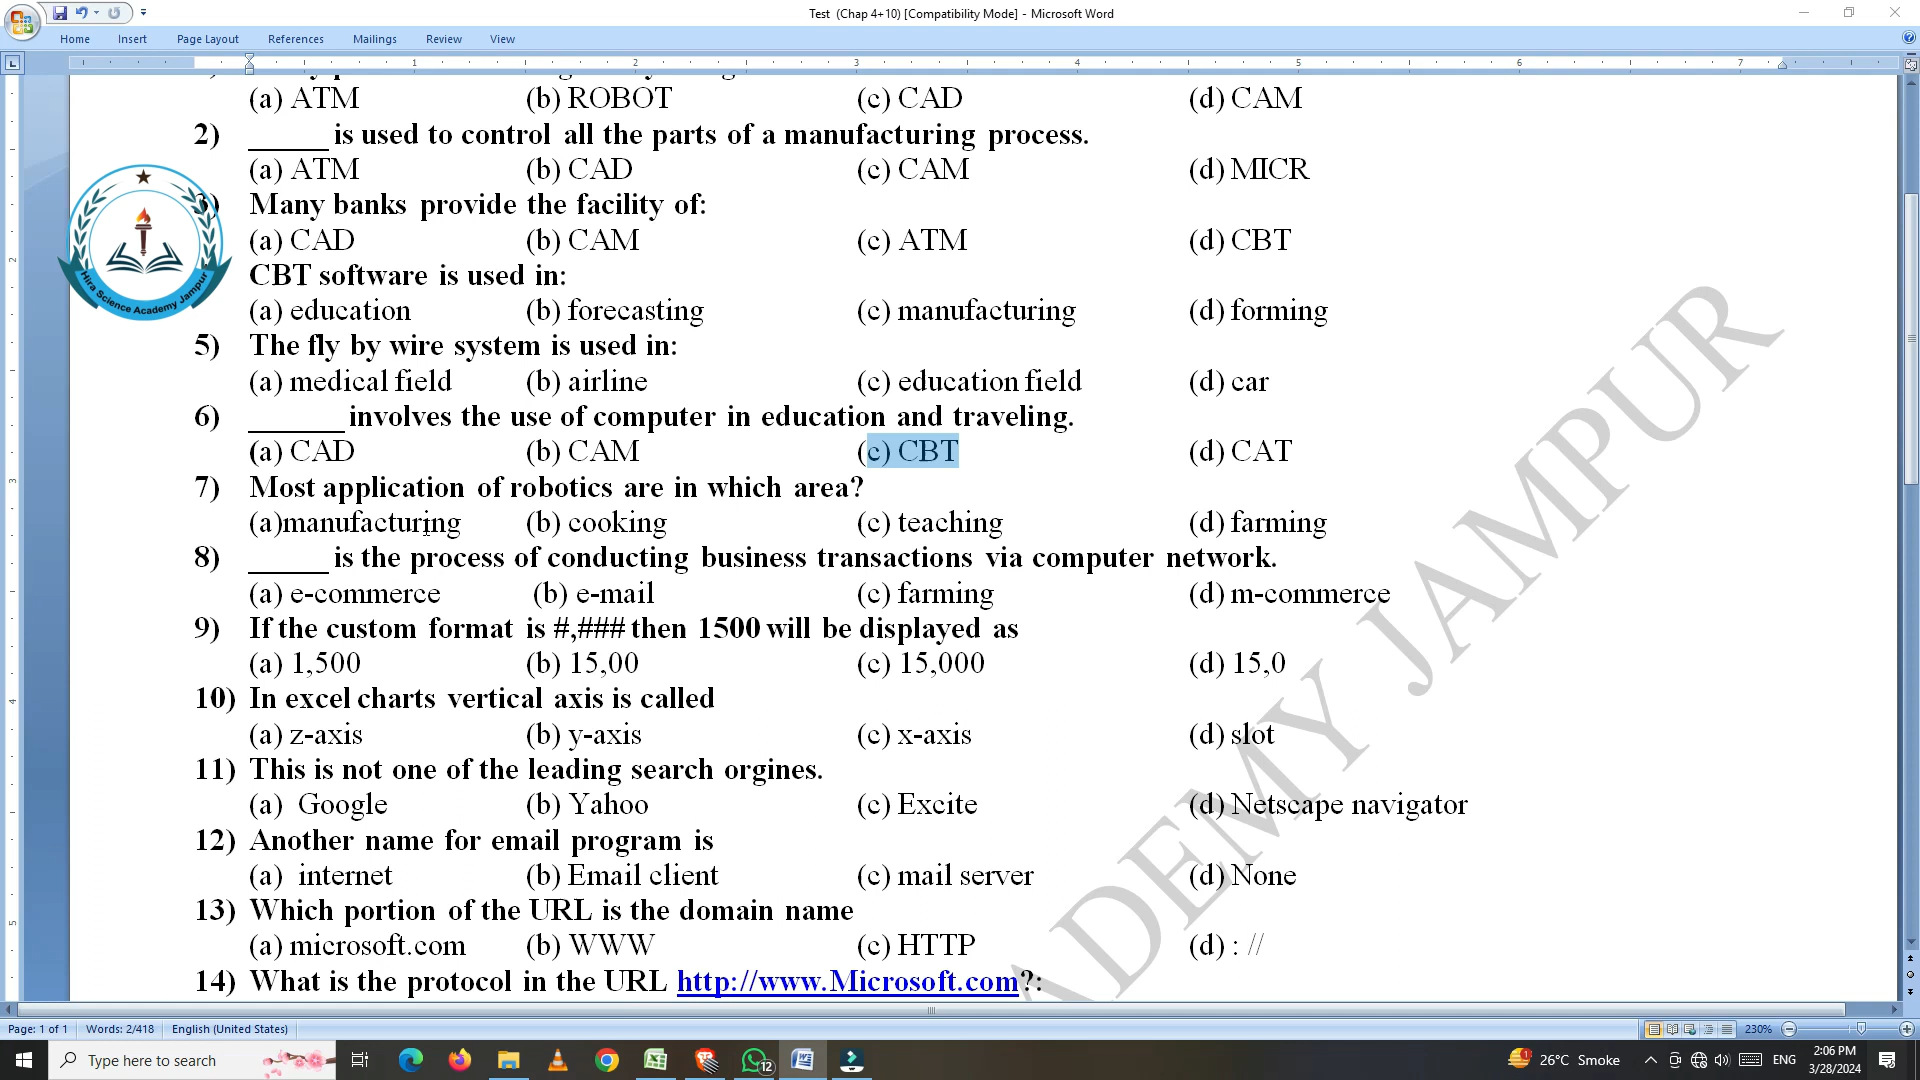 Test (Chap 4+10) [Compatibility Mode] - Microsoft Word
Home Insert Page Layout References Mailings Review View
1 2 3 4 5 6 7
(a) ATM (b) ROBOT (c) CAD (d) CAM
2) _____ is used to control all the parts of a manufacturing process.
(a) ATM (b) CAD (c) CAM (d) MICR
3) Many banks provide the facility of:
(a) CAD (b) CAM (c) ATM (d) CBT
CBT software is used in:
(a) education (b) forecasting (c) manufacturing (d) forming
5) The fly by wire system is used in:
(a) medical field (b) airline (c) education field (d) car
6) ______ involves the use of computer in education and traveling.
(a) CAD (b) CAM (c) CBT (d) CAT
7) Most application of robotics are in which area?
(a)manufacturing (b) cooking (c) teaching (d) farming
8) _____ is the process of conducting business transactions via computer network.
(a) e-commerce (b) e-mail (c) farming (d) m-commerce
9) If the custom format is #,### then 1500 will be displayed as
(a) 1,500 (b) 15,00 (c) 15,000 (d) 15,0
10) In excel charts vertical axis is called
(a) z-axis (b) y-axis (c) x-axis (d) slot
11) This is not one of the leading search orgines.
(a) Google (b) Yahoo (c) Excite (d) Netscape navigator
12) Another name for email program is
(a) internet (b) Email client (c) mail server (d) None
13) Which portion of the URL is the domain name
(a) microsoft.com (b) WWW (c) HTTP (d) : //
14) What is the protocol in the URL http://www.Microsoft.com?:
Hira Science Academy Jampur
ADEMY JAMPUR
Page: 1 of 1 Words: 2/418 English (United States) 230%
Type here to search 12 26°C Smoke ENG 2:06 PM
3/28/2024